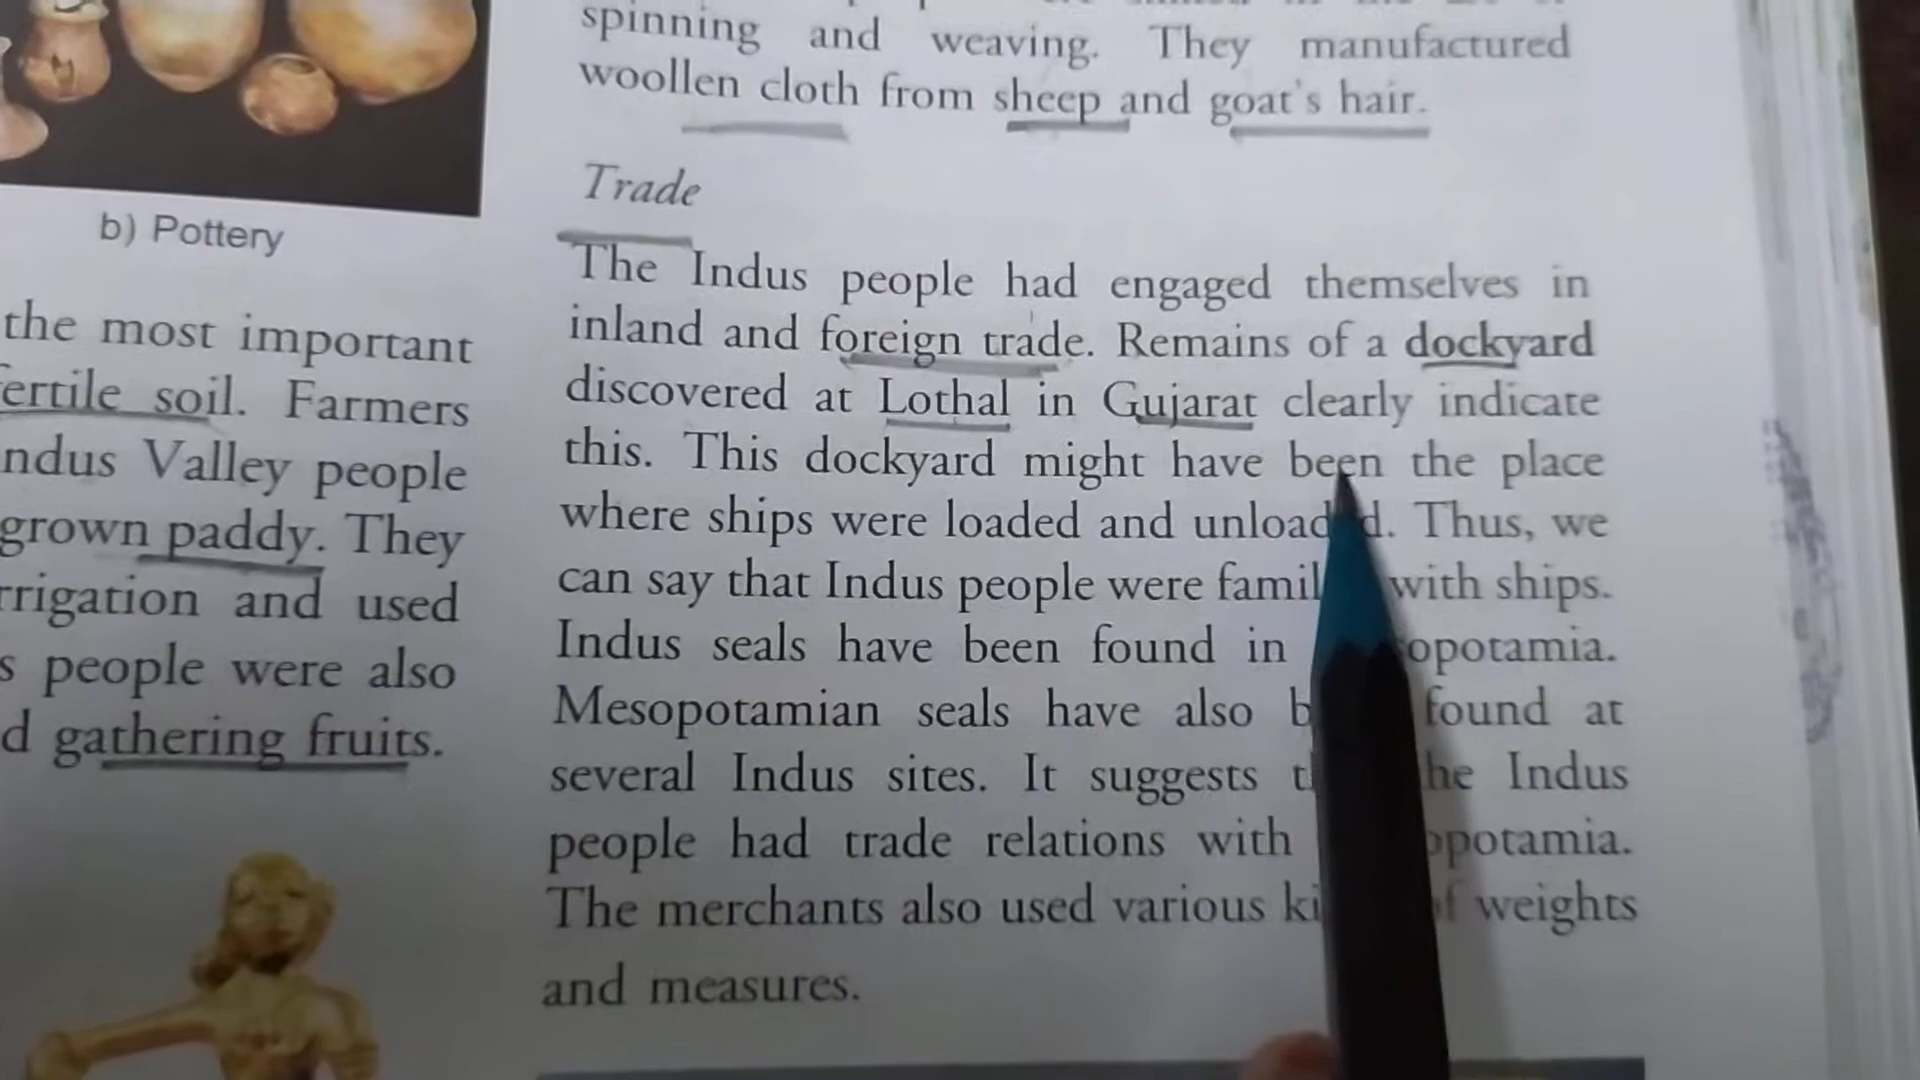 b) Pottery
the most important
ertile soil. Farmers
ndus Valley people
grown paddy. They
rrigation and used
s people were also
d gathering fruits.
spinning and weaving. They manufactured
woollen cloth from sheep and goat's hair.
Trade
The Indus people had engaged themselves in
inland and foreign trade. Remains of a dockyard
discovered at Lothal in Gujarat clearly indicate
this. This dockyard might have been the place
where ships were loaded and unload d. Thus, we
can say that Indus people were famil with ships.
Indus seals have been found in opotamia.
Mesopotamian seals have also b found at
several Indus sites. It suggests t he Indus
people had trade relations with opotamia.
The merchants also used various ki f weights
and measures.